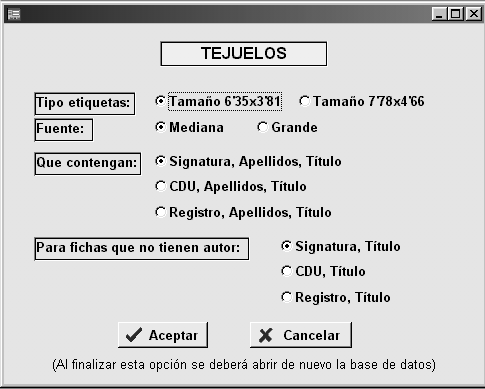 TEJUELOS
Tipo etiquetas: Tamaño 6'35x3'81 Tamaño 7'78x4'66
Fuente: Mediana Grande
Que contengan: Signatura, Apellidos, Título
CDU, Apellidos, Título
Registro, Apellidos, Título
Para fichas que no tienen autor: Signatura, Título
CDU, Título
Registro, Título
Aceptar Cancelar
(Al finalizar esta opción se deberá abrir de nuevo la base de datos)